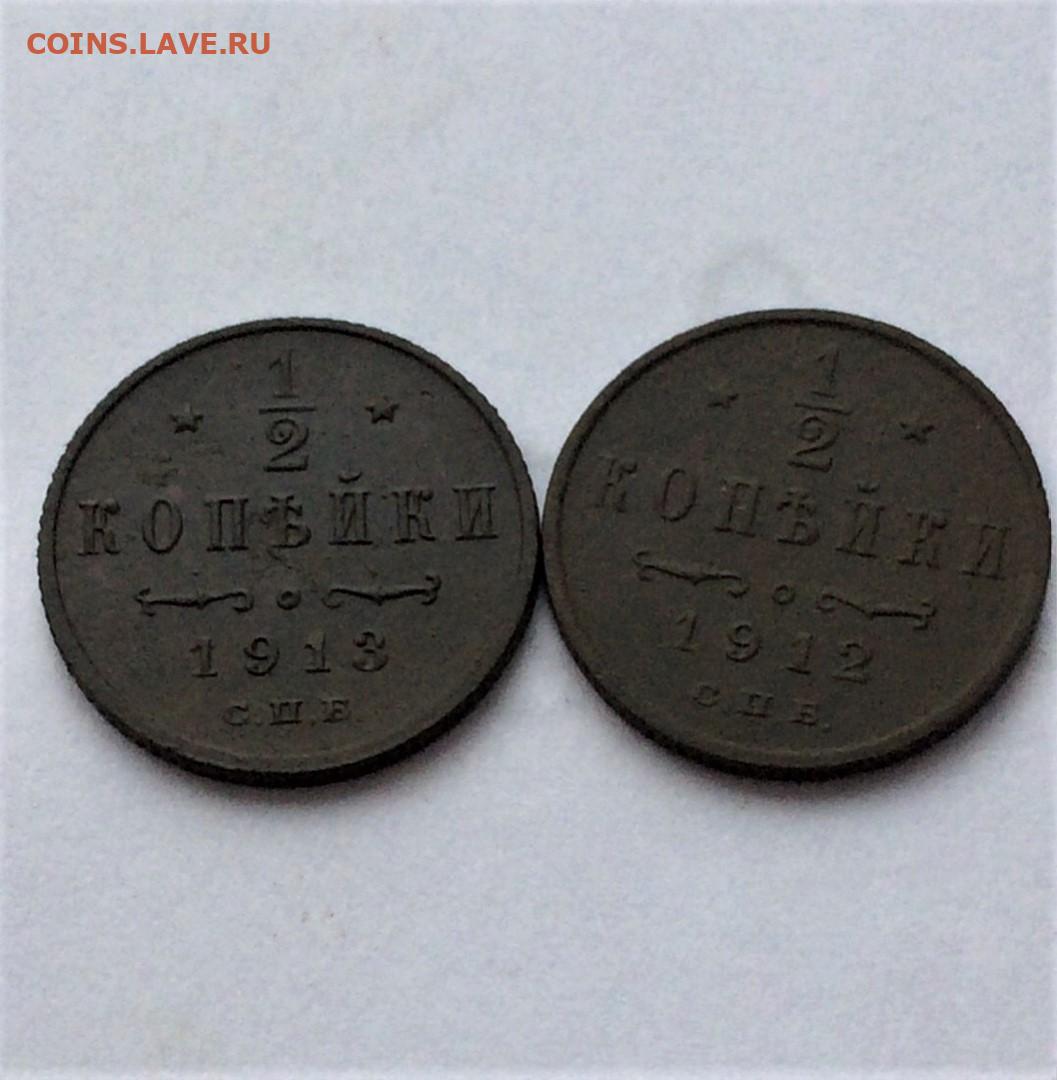 COINS.LAVE.RU
1/2
КОПѢЙКИ
1913
С.П.Б.
1/2
КОПѢЙКИ
1912
С.П.Б.